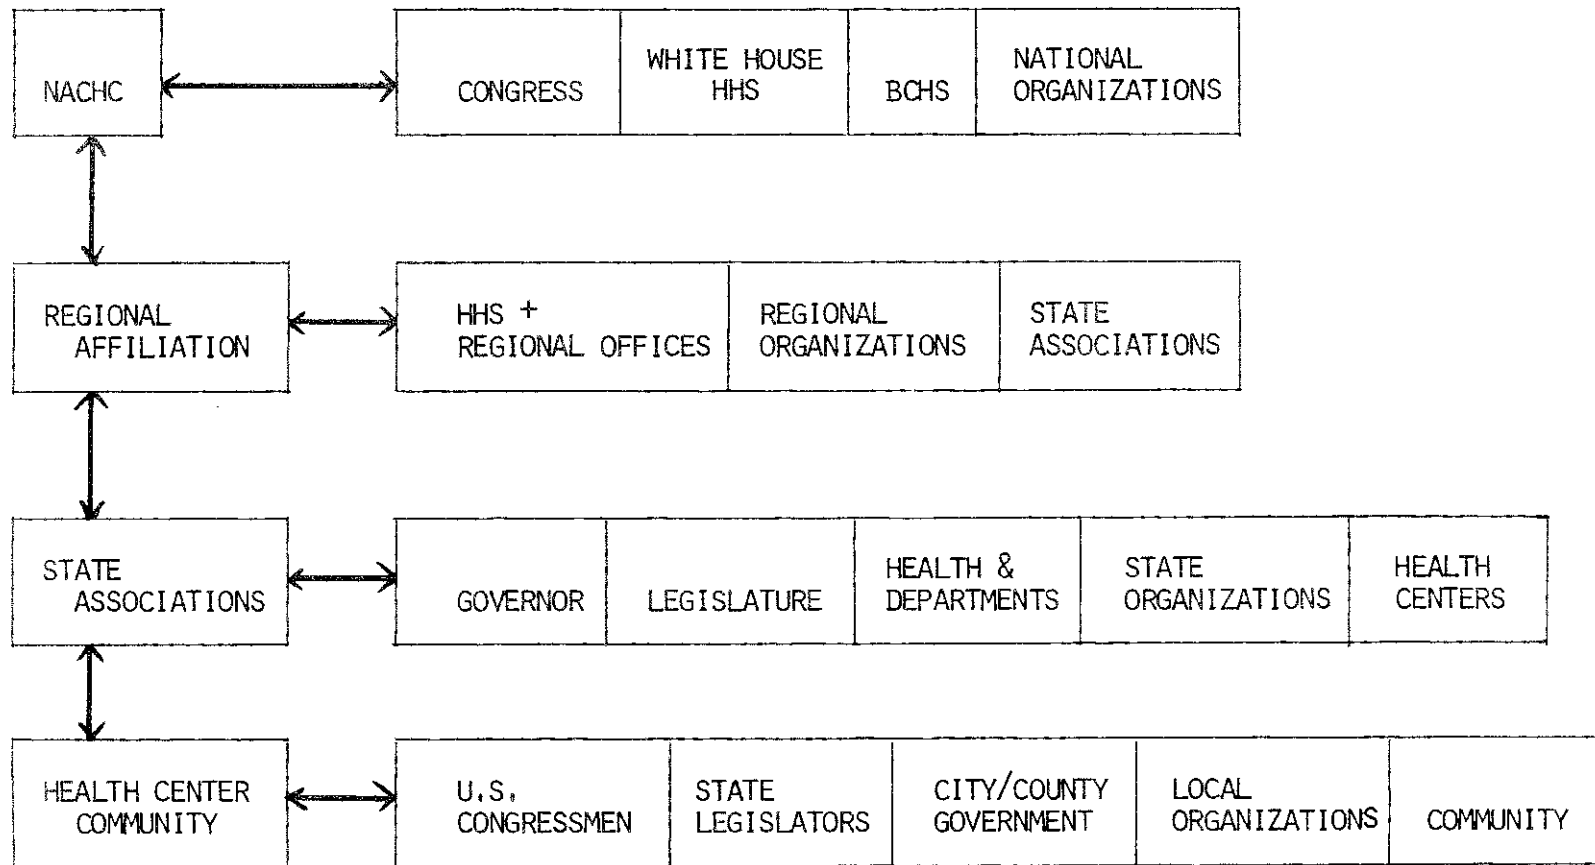 NACHC
CONGRESS
WHITE HOUSE
HHS
BCHS
NATIONAL
ORGANIZATIONS
REGIONAL
AFFILIATION
HHS +
REGIONAL OFFICES
REGIONAL
ORGANIZATIONS
STATE
ASSOCIATIONS
STATE
ASSOCIATIONS
GOVERNOR
LEGISLATURE
HEALTH &
DEPARTMENTS
STATE
ORGANIZATIONS
HEALTH
CENTERS
HEALTH CENTER
COMMUNITY
U.S.
CONGRESSMEN
STATE
LEGISLATORS
CITY/COUNTY
GOVERNMENT
LOCAL
ORGANIZATIONS
COMMUNITY